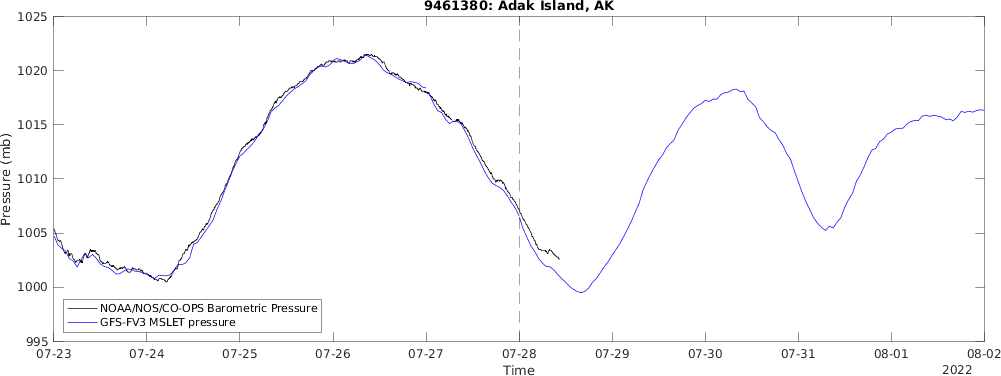 9461380: Adak Island, AK
Pressure (mb)
1025
1020
1015
1010
1005
1000
995
NOAA/NOS/CO-OPS Barometric Pressure
GFS-FV3 MSLET pressure
07-23 07-24 07-25 07-26 07-27 07-28 07-29 07-30 07-31 08-01 08-02
Time
2022